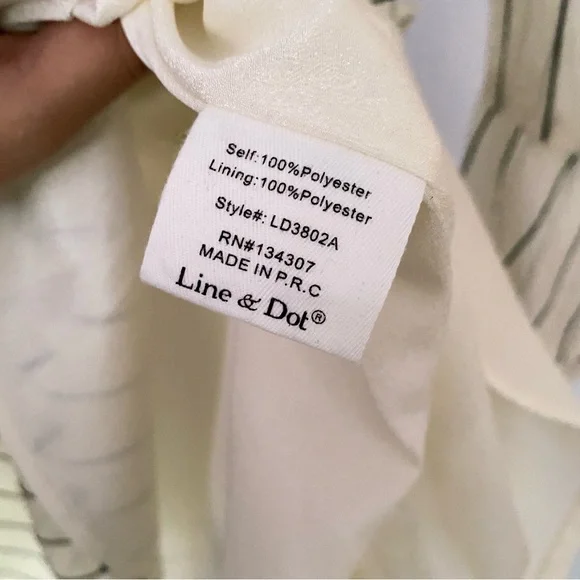 Self:100%Polyester
Lining:100%Polyester
Style#: LD3802A
RN#134307
MADE IN P.R.C
Line & Dot®